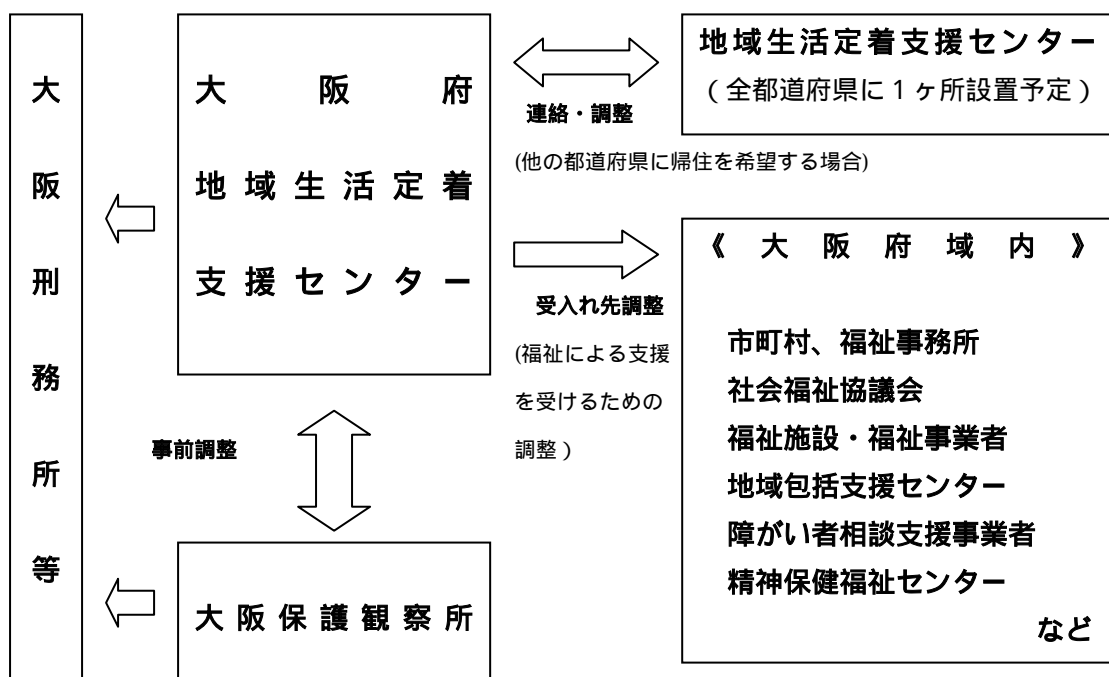 大阪刑務所等
大阪府
地域生活定着
支援センター
連絡・調整
(他の都道府県に帰住を希望する場合)
地域生活定着支援センター
（全都道府県に１ヶ所設置予定）
受入れ先調整
(福祉による支援
を受けるための
調整）
《大阪府域内》
市町村、福祉事務所
社会福祉協議会
福祉施設・福祉事業者
地域包括支援センター
障がい者相談支援事業者
精神保健福祉センター
など
事前調整
大阪保護観察所